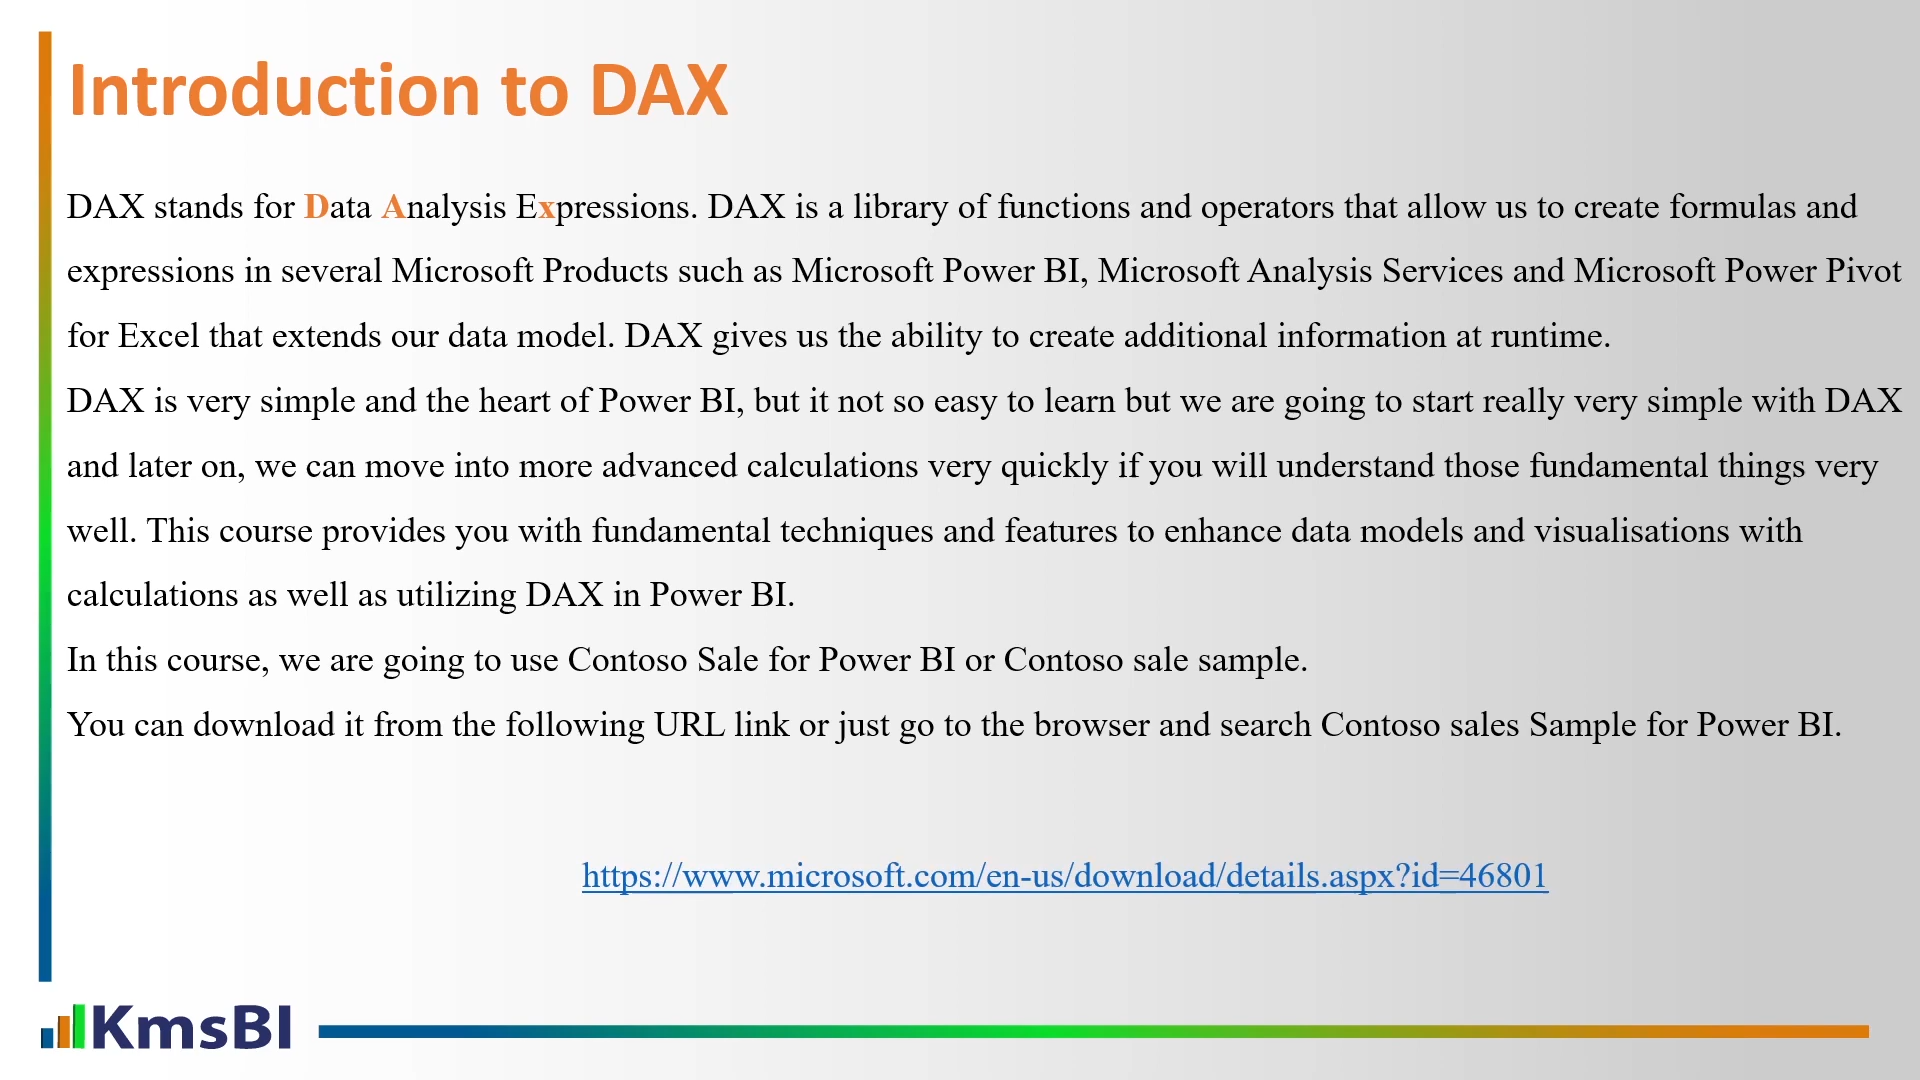 Introduction to DAX
DAX stands for Data Analysis Expressions. DAX is a library of functions and operators that allow us to create formulas and
expressions in several Microsoft Products such as Microsoft Power BI, Microsoft Analysis Services and Microsoft Power Pivot
for Excel that extends our data model. DAX gives us the ability to create additional information at runtime.
DAX is very simple and the heart of Power BI, but it not so easy to learn but we are going to start really very simple with DAX
and later on, we can move into more advanced calculations very quickly if you will understand those fundamental things very
well. This course provides you with fundamental techniques and features to enhance data models and visualisations with
calculations as well as utilizing DAX in Power BI.
In this course, we are going to use Contoso Sale for Power BI or Contoso sale sample.
You can download it from the following URL link or just go to the browser and search Contoso sales Sample for Power BI.
https://www.microsoft.com/en-us/download/details.aspx?id=46801
KmsBI